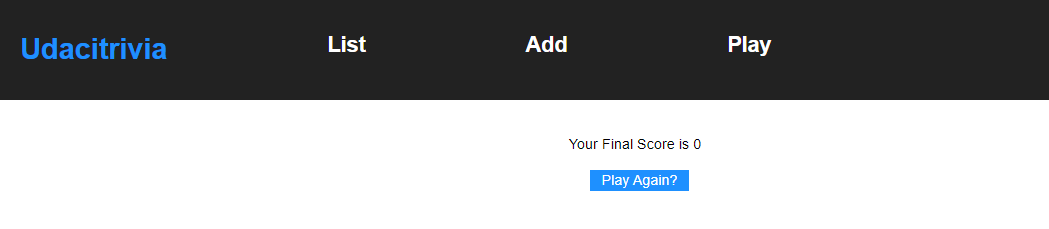 Udacitrivia
List
Add
Play
Your Final Score is 0
Play Again?